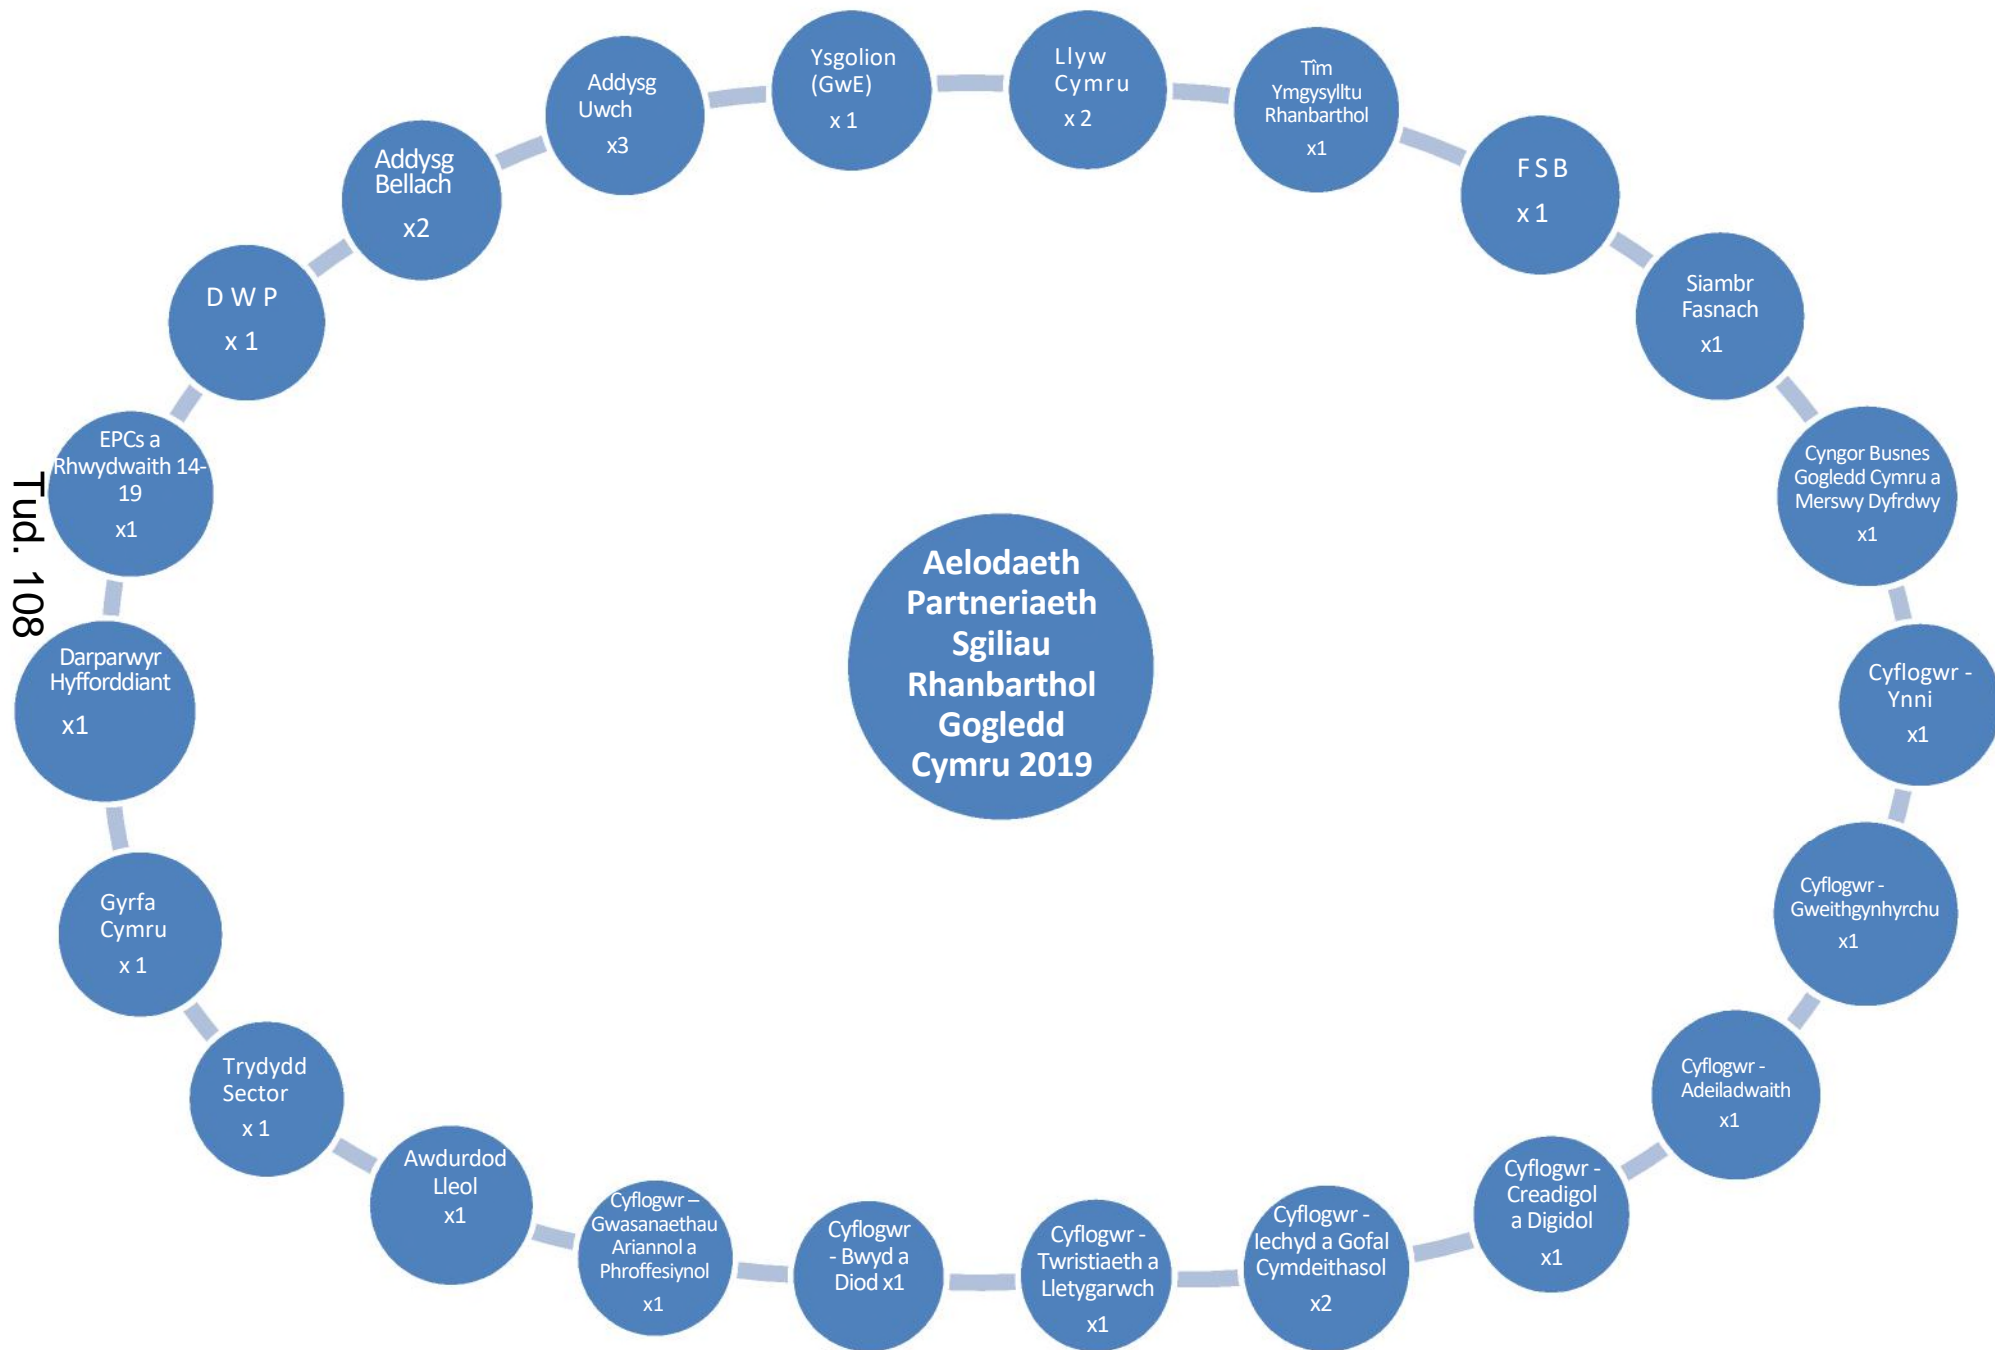 Ysgolion
(GwE)
x 1
Llyw
Cymru
x 2
Tîm
Ymgysylltu
Rhanbarthol
x1
F S B
x 1
Siambr
Fasnach
x1
Cyngor Busnes
Gogledd Cymru a
Merswy Dyfrdwy
x1
Cyflogwr -
Ynni
x1
Cyflogwr -
Gweithgynhyrchu
x1
Cyflogwr -
Adeiladwaith
x1
Cyflogwr -
Creadigol
a Digidol
x1
Cyflogwr -
Iechyd a Gofal
Cymdeithasol
x2
Cyflogwr -
Twristiaeth a
Lletygarwch
x1
Cyflogwr
- Bwyd a
Diod x1
Cyflogwr –
Gwasanaethau
Ariannol a
Phroffesiynol
x1
Awdurdod
Lleol
x1
Trydydd
Sector
x 1
Gyrfa
Cymru
x 1
Darparwyr
Hyfforddiant
x1
EPCs a
Rhwydwaith 14-
19
x1
D W P
x 1
Addysg
Bellach
x2
Addysg
Uwch
x3
Aelodaeth
Partneriaeth
Sgiliau
Rhanbarthol
Gogledd
Cymru 2019
Tud. 108